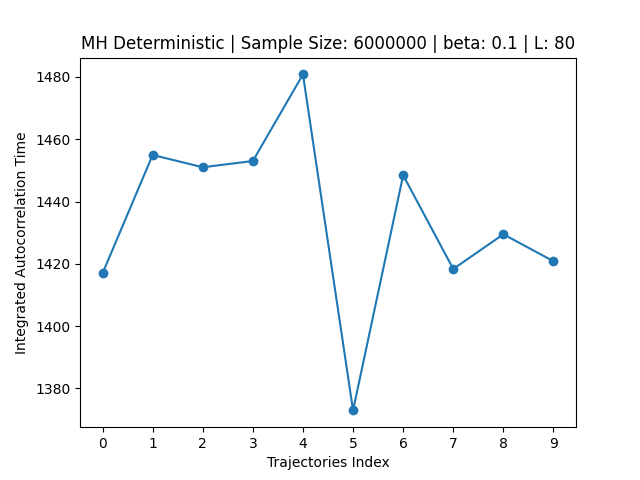 MH Deterministic | Sample Size: 6000000 | beta: 0.1 | L: 80
Integrated Autocorrelation Time
1480
1460
1440
1420
1400
1380
0 1 2 3 4 5 6 7 8 9
Trajectories Index